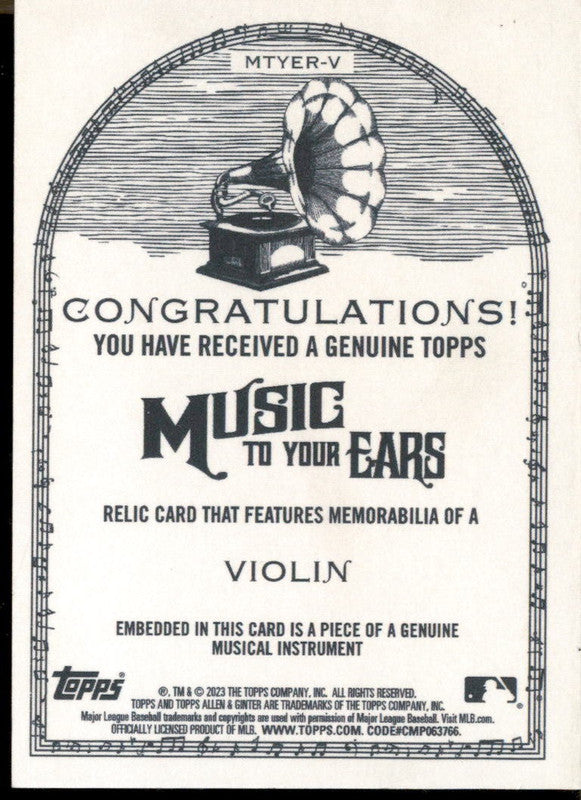 MTYER-V
CONGRATULATIONS!
YOU HAVE RECEIVED A GENUINE TOPPS
MUSIC
TO YOUR EARS
RELIC CARD THAT FEATURES MEMORABILIA OF A
VIOLIN
EMBEDDED IN THIS CARD IS A PIECE OF A GENUINE
MUSICAL INSTRUMENT
Topps®
®, TM & © 2023 THE TOPPS COMPANY, INC. ALL RIGHTS RESERVED.
TOPPS AND TOPPS ALLEN & GINTER ARE TRADEMARKS OF THE TOPPS COMPANY, INC.
Major League Baseball trademarks and copyrights are used with permission of Major League Baseball. Visit MLB.com.
OFFICIALLY LICENSED PRODUCT OF MLB. WWW.TOPPS.COM. CODE#CMP063766.